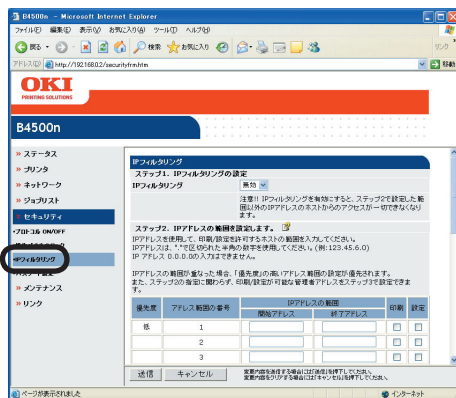 B4500n - Microsoft Internet Explorer
ファイル(F) 編集(E) 表示(V) お気に入り(A) ツール(T) ヘルプ(H)
戻る 検索 お気に入り
リンク
アドレス(D) http://192.168.0.2/securityfrm.htm 移動
OKI
PRINTING SOLUTIONS
B4500n
» ステータス
» プリンタ
» ネットワーク
» ジョブリスト
» セキュリティ
•プロトコル ON/OFF
•IPフィルタリング
» メンテナンス
» リンク
IPフィルタリング
ステップ1. IPフィルタリングの設定
IPフィルタリング 無効
注意!! IPフィルタリングを有効にすると、ステップ2で設定した範
囲以外のIPアドレスのホストからのアクセスが一切できなくなり
ます。
ステップ2. IPアドレスの範囲を設定します。
IPアドレスを使用して、印刷/設定を許可するホストの範囲を入力してください。
IPアドレスは、"."で区切られた半角の数字を使用してください。(例:123.45.6.0)
IP アドレス 0.0.0.0の入力はできません。
IPアドレスの範囲が重なった場合、「優先度」の高いアドレス範囲の設定が優先されます。
また、ステップ2の指定に関わらず、印刷/設定が可能な管理者アドレスをステップ3で設定できま
す。
優先度 アドレス範囲の番号 IPアドレスの範囲 印刷 設定
開始アドレス 終了アドレス
低 1
2
3
送信 キャンセル
変更内容を送信する場合には「送信」を押下してください。
変更内容をクリアする場合には「キャンセル」を押下してください。
ページが表示されました インターネット